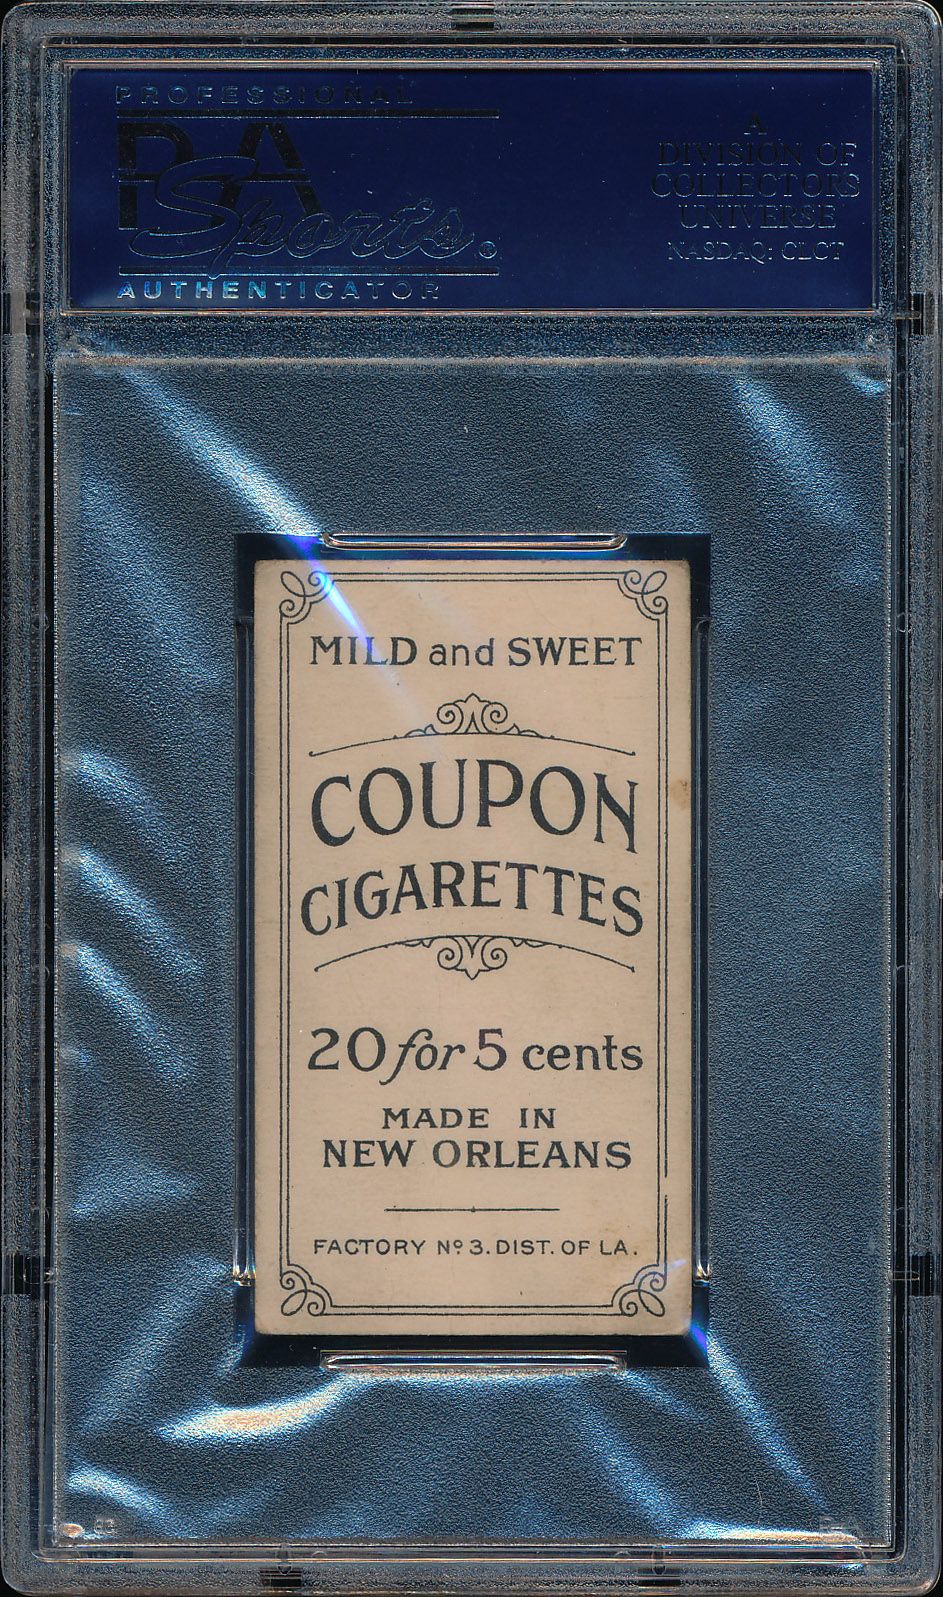 PROFESSIONAL
PSA
Sports®
AUTHENTICATOR
A
DIVISION OF
COLLECTORS
UNIVERSE
NASDAQ: CLCT
MILD and SWEET
COUPON
CIGARETTES
20 for 5 cents
MADE IN
NEW ORLEANS
FACTORY Nº 3. DIST. OF LA.